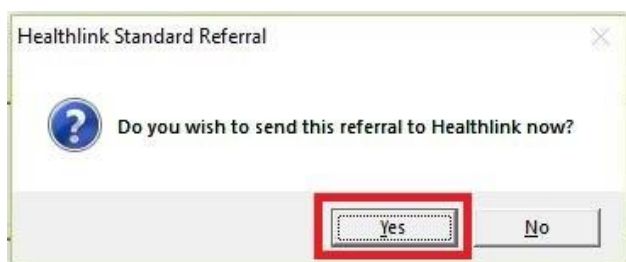 Healthlink Standard Referral
Do you wish to send this referral to Healthlink now?
Yes
No